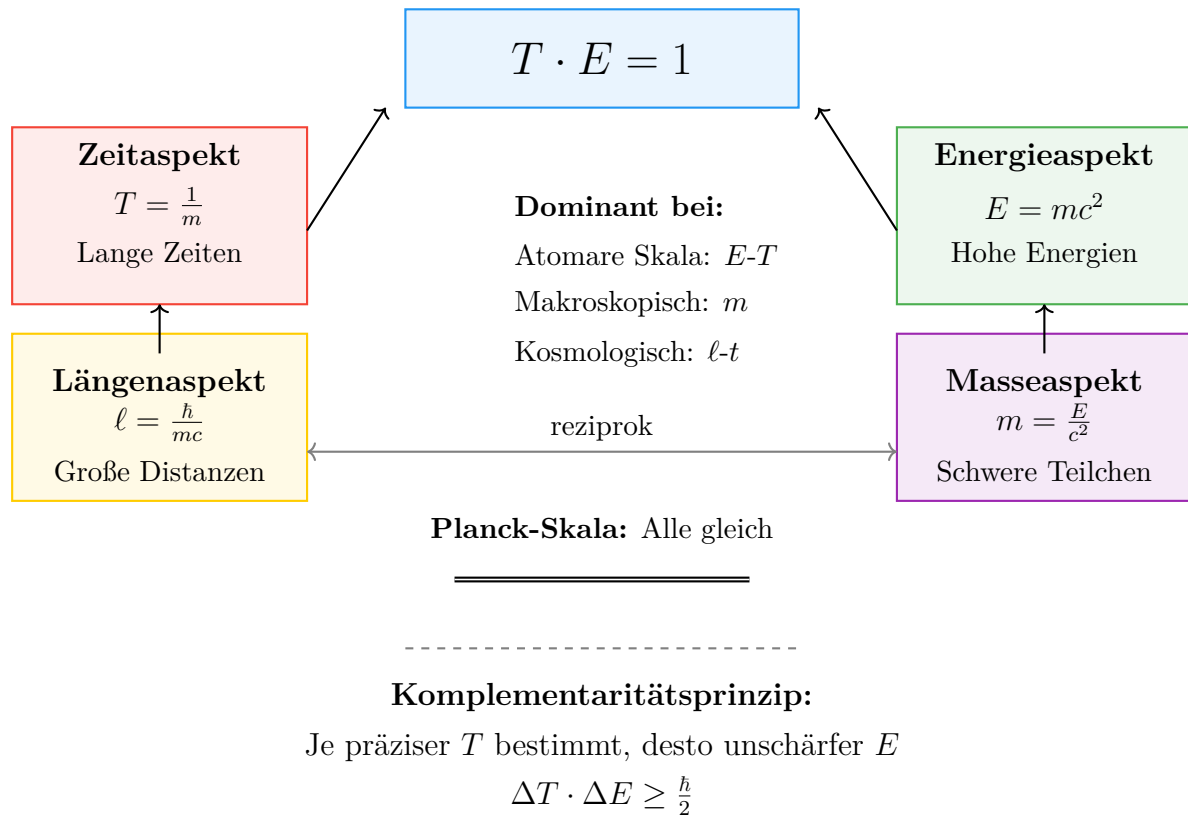 T · E = 1
Zeitaspekt
T = 1/m
Lange Zeiten
Energieaspekt
E = mc²
Hohe Energien
Dominant bei:
Atomare Skala: E-T
Makroskopisch: m
Kosmologisch: ℓ-t
Längenaspekt
ℓ = ħ/mc
Große Distanzen
reziprok
Masseaspekt
m = E/c²
Schwere Teilchen
Planck-Skala: Alle gleich
Komplementaritätsprinzip:
Je präziser T bestimmt, desto unschärfer E
ΔT · ΔE ≥ ħ/2